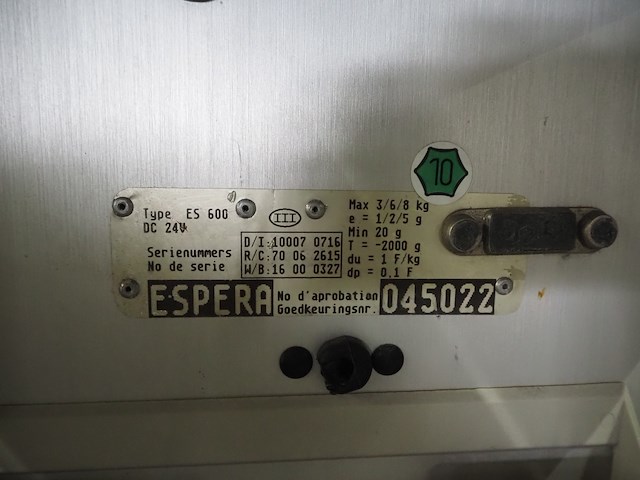 10
Type ES 600
DC 24V
III
Serienummers
No de serie
D/I:10007 0716
R/C:70 06 2615
W/B:16 00 0327
Max 3/6/8 kg
e = 1/2/5 g
Min 20 g
T = -2000 g
du = 1 F/kg
dp = 0.1 F
ESPERA
No d'aprobation
Goedkeuringsnr.
045022